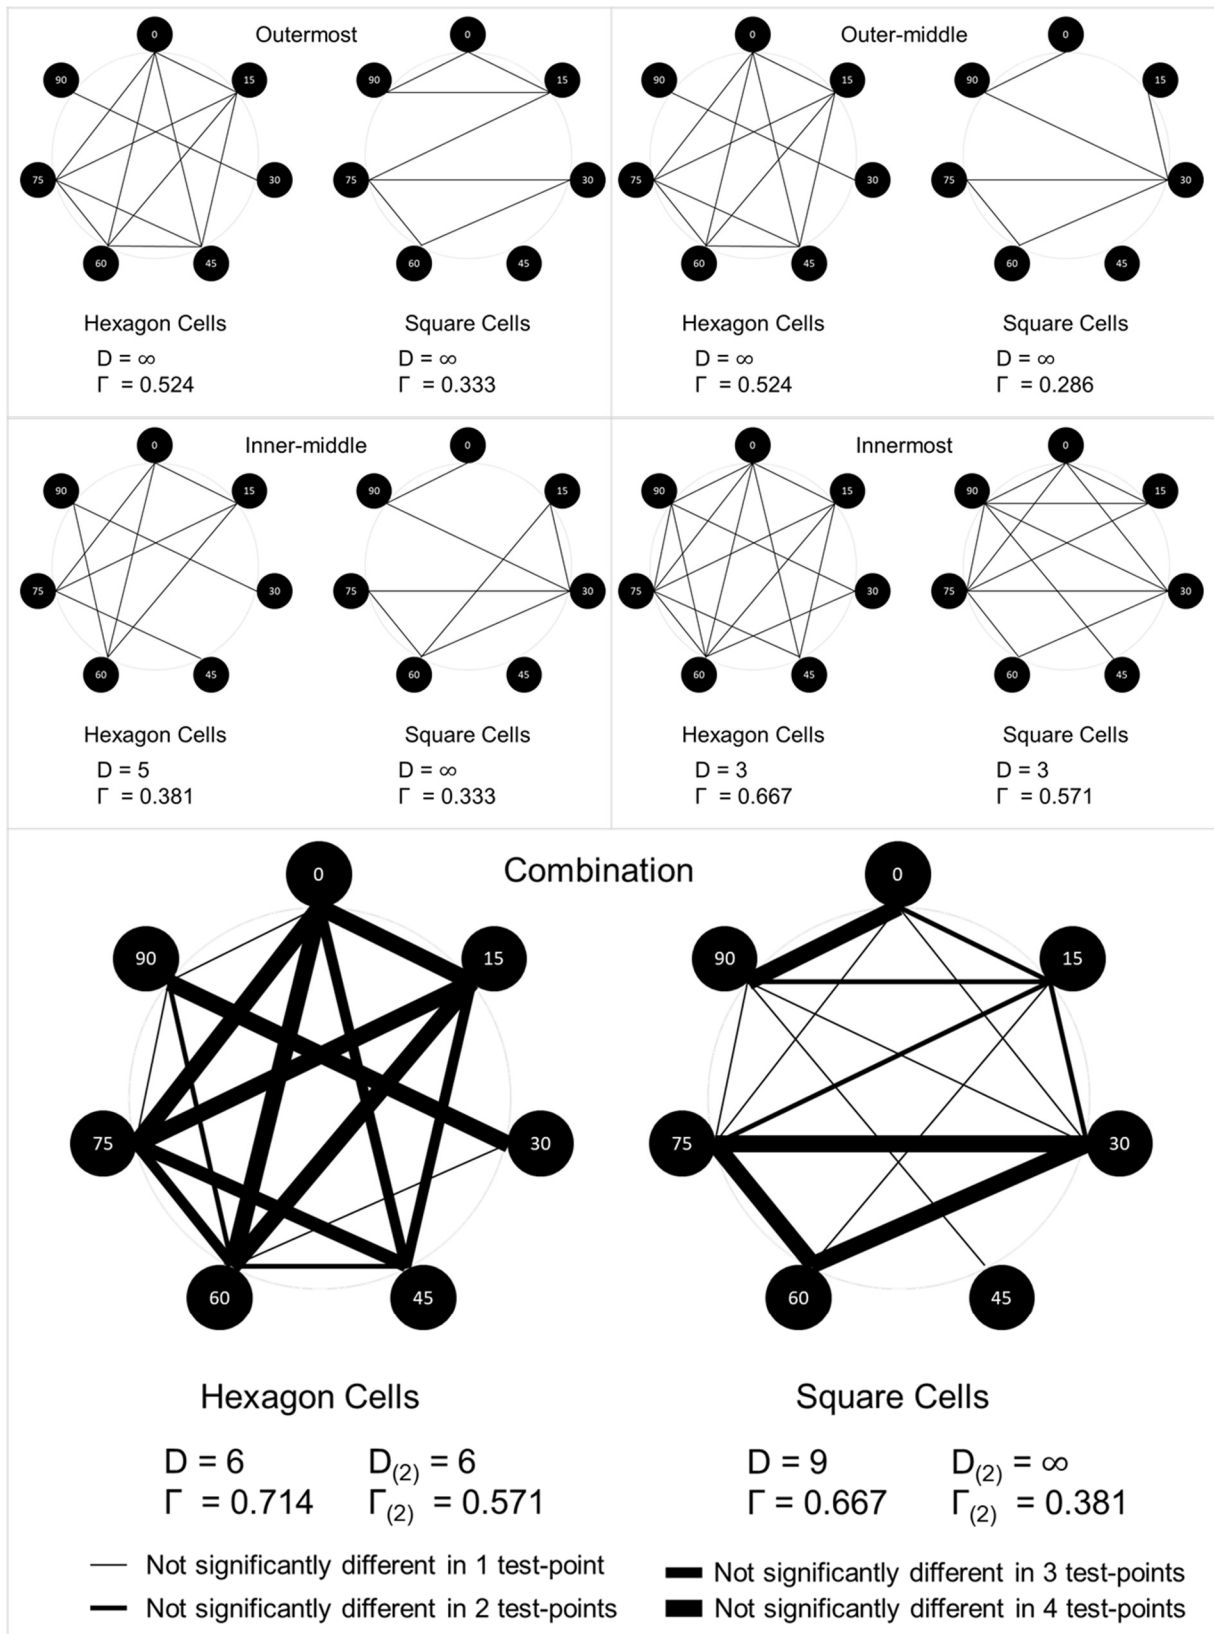 Outermost
0
90
15
75
30
60
45
Hexagon Cells
D = ∞
Γ = 0.524
0
90
15
75
30
60
45
Square Cells
D = ∞
Γ = 0.333
Outer-middle
0
90
15
75
30
60
45
Hexagon Cells
D = ∞
Γ = 0.524
0
90
15
75
30
60
45
Square Cells
D = ∞
Γ = 0.286
Inner-middle
0
90
15
75
30
60
45
Hexagon Cells
D = 5
Γ = 0.381
0
90
15
75
30
60
45
Square Cells
D = ∞
Γ = 0.333
Innermost
0
90
15
75
30
60
45
Hexagon Cells
D = 3
Γ = 0.667
0
90
15
75
30
60
45
Square Cells
D = 3
Γ = 0.571
Combination
0
90
15
75
30
60
45
Hexagon Cells
D = 6 D(2) = 6
Γ = 0.714 Γ(2) = 0.571
0
90
15
75
30
60
45
Square Cells
D = 9 D(2) = ∞
Γ = 0.667 Γ(2) = 0.381
Not significantly different in 1 test-point
Not significantly different in 2 test-points
Not significantly different in 3 test-points
Not significantly different in 4 test-points